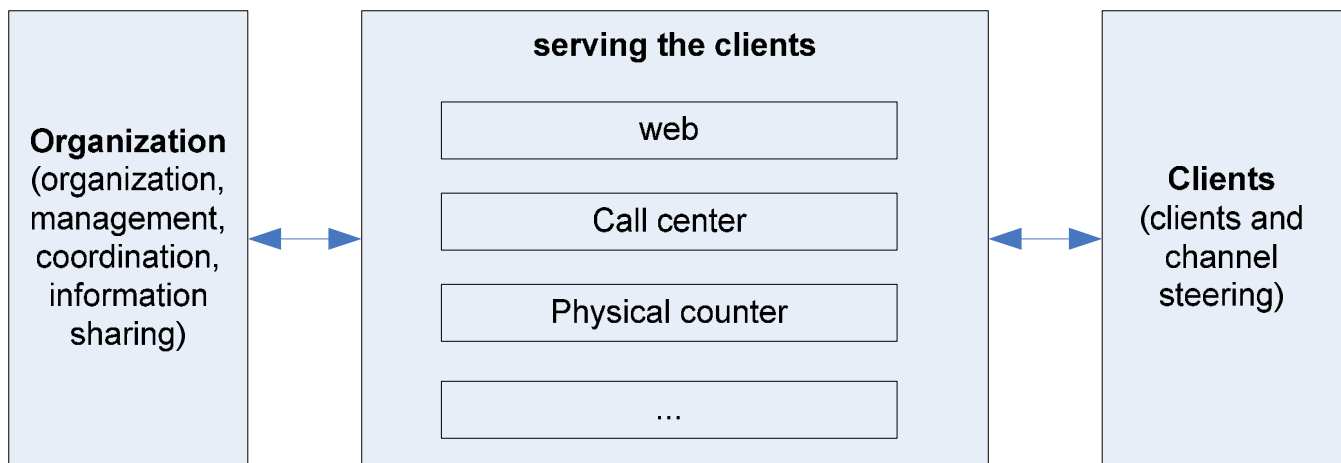 Organization
(organization,
management,
coordination,
information
sharing)
serving the clients
web
Call center
Physical counter
...
Clients
(clients and
channel
steering)